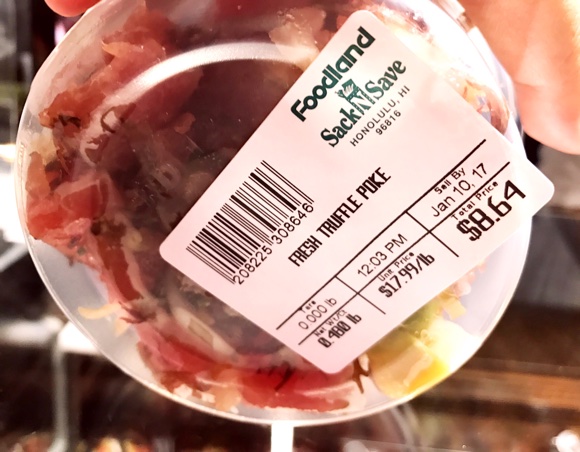 Foodland
Sack N Save
HONOLULU, HI
96816
208225 308646
FRESH TRUFFLE POKE
Sell By
12:03 PM
Jan 10, 17
Tare
0.000 lb
Unit Price
$17.99/lb
Total Price
$8.64
Net Wt/Ct
0.480 lb